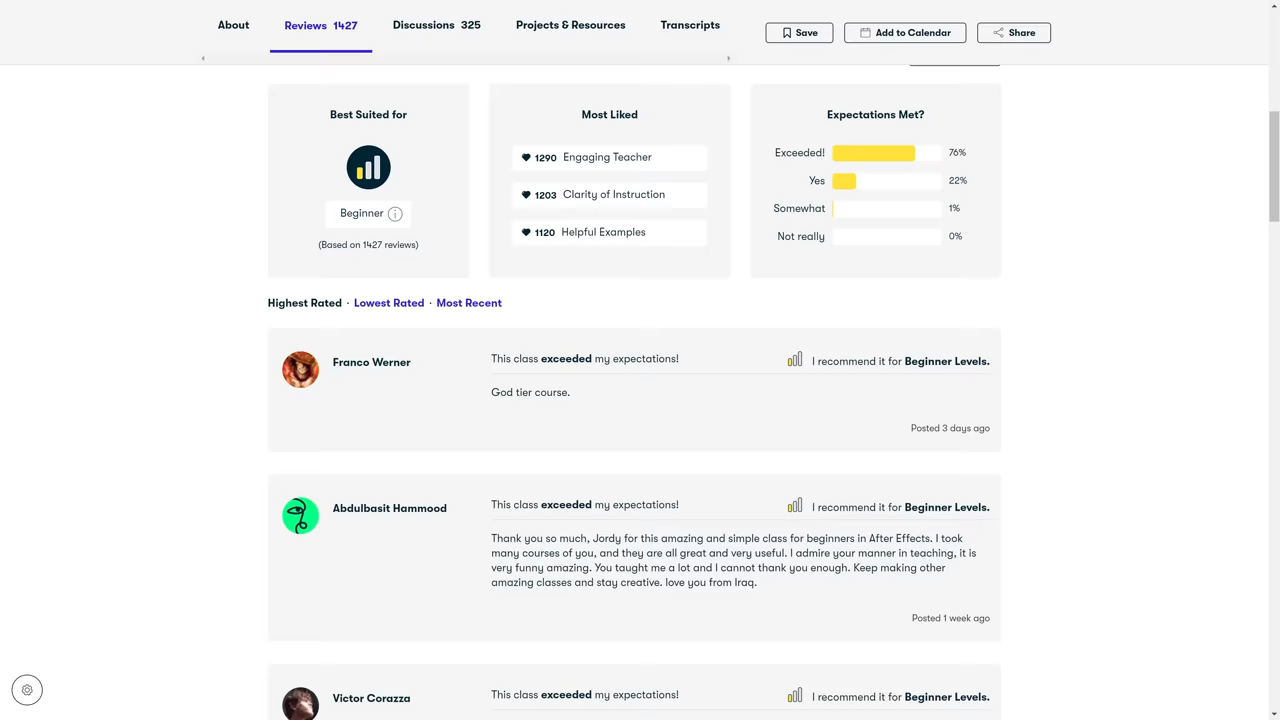 About
Reviews 1427
Discussions 325
Projects & Resources
Transcripts
Save
Add to Calendar
Share
Best Suited for
Beginner
(Based on 1427 reviews)
Most Liked
1290 Engaging Teacher
1203 Clarity of Instruction
1120 Helpful Examples
Expectations Met?
Exceeded! 76%
Yes 22%
Somewhat 1%
Not really 0%
Highest Rated · Lowest Rated · Most Recent
Franco Werner
This class exceeded my expectations!
I recommend it for Beginner Levels.
God tier course.
Posted 3 days ago
Abdulbasit Hammood
This class exceeded my expectations!
I recommend it for Beginner Levels.
Thank you so much, Jordy for this amazing and simple class for beginners in After Effects. I took
many courses of you, and they are all great and very useful. I admire your manner in teaching, it is
very funny amazing. You taught me a lot and I cannot thank you enough. Keep making other
amazing classes and stay creative. love you from Iraq.
Posted 1 week ago
Victor Corazza
This class exceeded my expectations!
I recommend it for Beginner Levels.